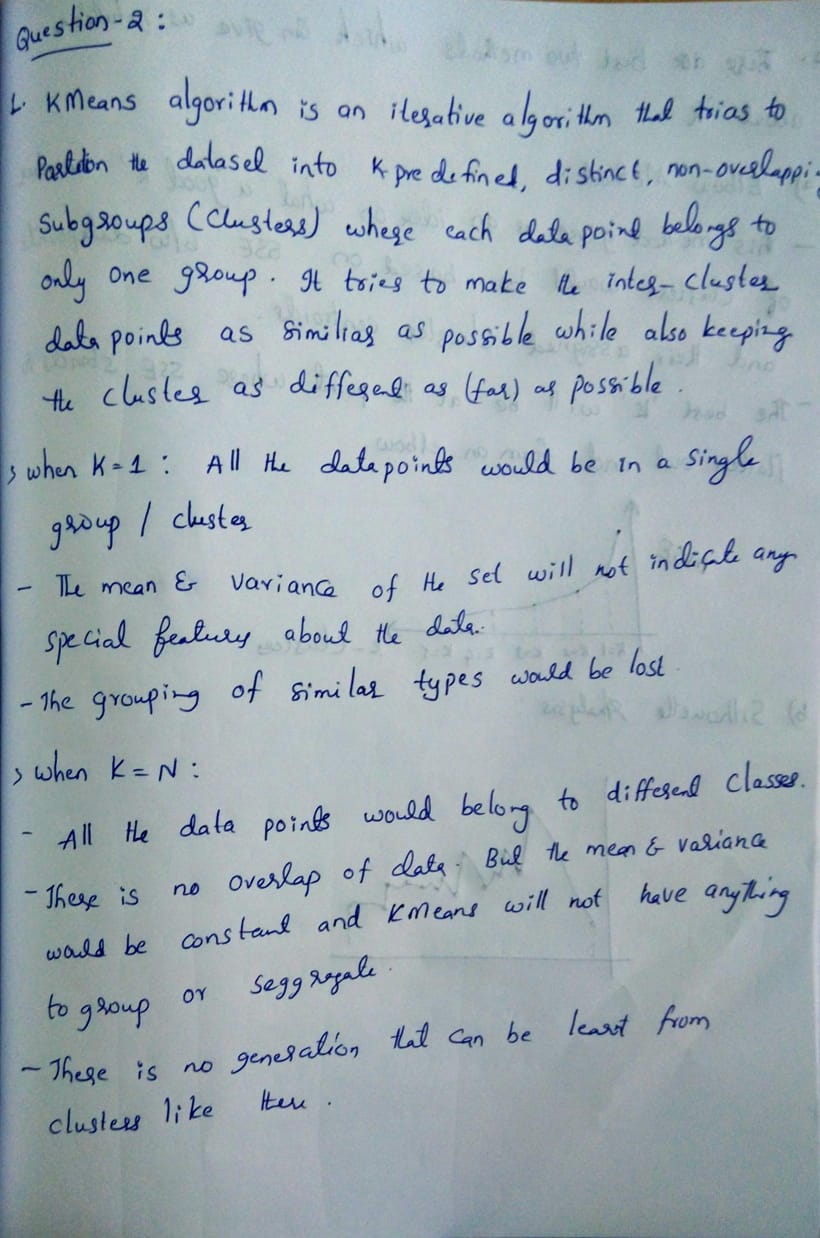 Question-2 :
1. KMeans algorithm is an iterative algorithm that trias to
Partition the dataset into K pre defined, distinct, non-overlappi
Subgroups (Clusters) where each data point belongs to
only one group. It tries to make the inter-cluster
data points as similiar as possible while also keeping
the cluster as different as (far) as possible.
> when K=1 : All the data points would be in a single
group / cluster
- The mean & variance of the set will not indicate any
special features about the data.
- The grouping of similar types would be lost
> when K = N :
- All the data points would belong to different Classes.
- There is no overlap of data. But the mean & variance
would be constant and KMeans will not have anything
to group or seggregate.
- There is no generation that can be learnt from
clusters like these.